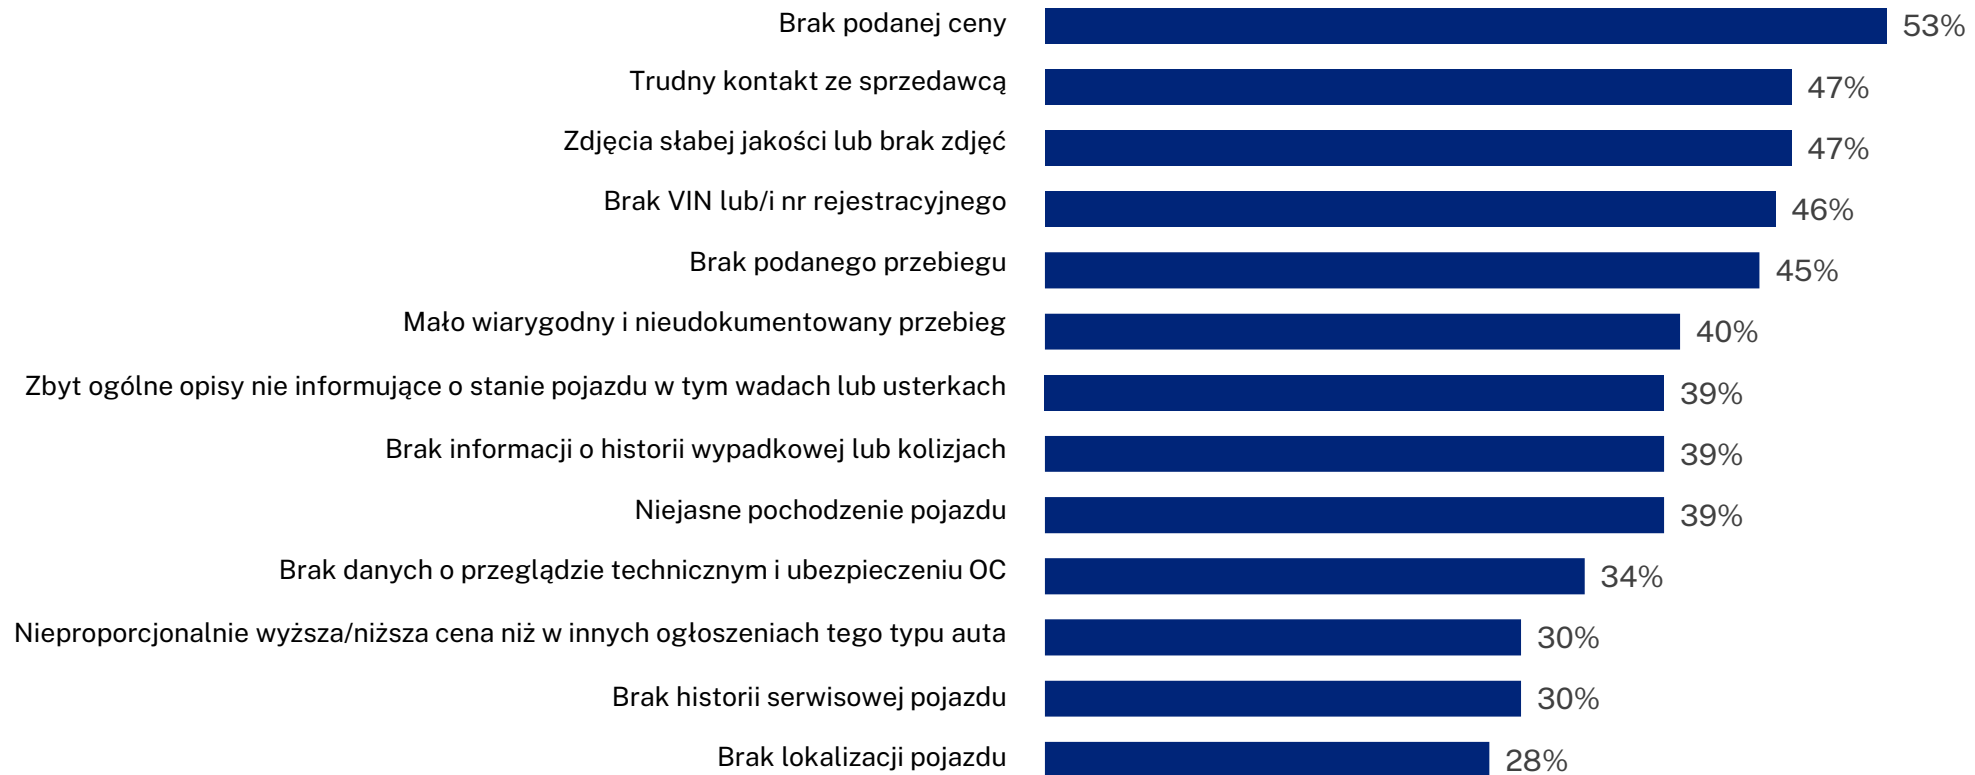 Brak podanej ceny 53%
Trudny kontakt ze sprzedawcą 47%
Zdjęcia słabej jakości lub brak zdjęć 47%
Brak VIN lub/i nr rejestracyjnego 46%
Brak podanego przebiegu 45%
Mało wiarygodny i nieudokumentowany przebieg 40%
Zbyt ogólne opisy nie informujące o stanie pojazdu w tym wadach lub usterkach 39%
Brak informacji o historii wypadkowej lub kolizjach 39%
Niejasne pochodzenie pojazdu 39%
Brak danych o przeglądzie technicznym i ubezpieczeniu OC 34%
Nieproporcjonalnie wyższa/niższa cena niż w innych ogłoszeniach tego typu auta 30%
Brak historii serwisowej pojazdu 30%
Brak lokalizacji pojazdu 28%